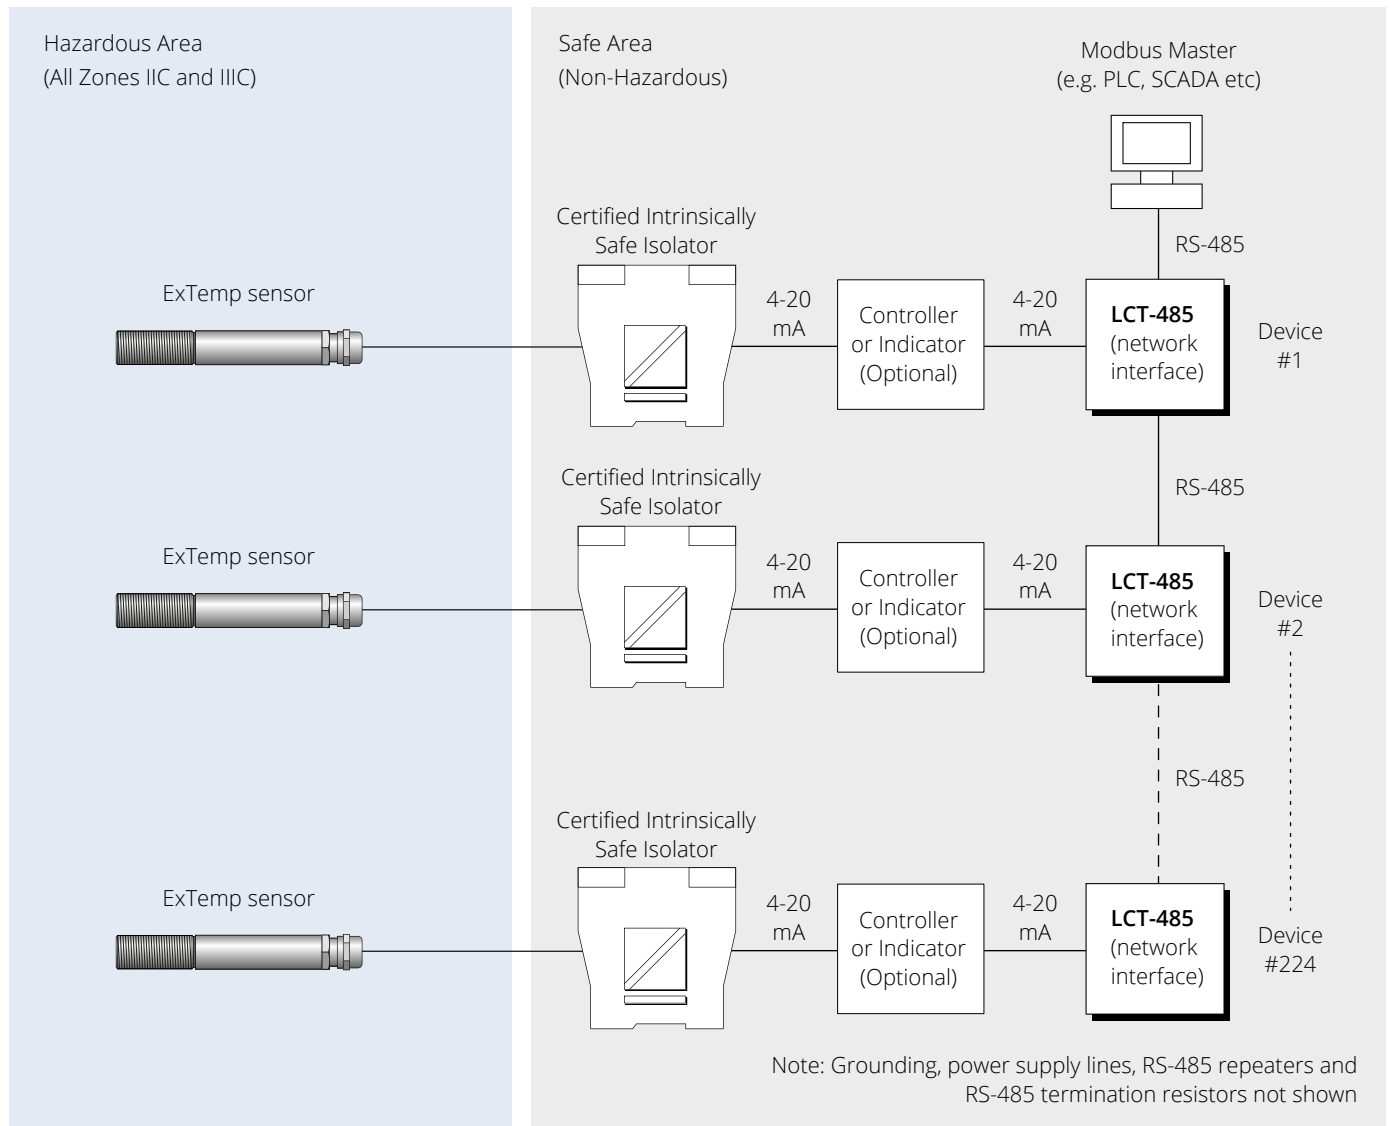 Hazardous Area
(All Zones IIC and IIIC)
Safe Area
(Non-Hazardous)
Modbus Master
(e.g. PLC, SCADA etc)
RS-485
ExTemp sensor
Certified Intrinsically
Safe Isolator
4-20
mA
Controller
or Indicator
(Optional)
4-20
mA
LCT-485
(network
interface)
Device
#1
RS-485
ExTemp sensor
Certified Intrinsically
Safe Isolator
4-20
mA
Controller
or Indicator
(Optional)
4-20
mA
LCT-485
(network
interface)
Device
#2
RS-485
ExTemp sensor
Certified Intrinsically
Safe Isolator
4-20
mA
Controller
or Indicator
(Optional)
4-20
mA
LCT-485
(network
interface)
Device
#224
Note: Grounding, power supply lines, RS-485 repeaters and
RS-485 termination resistors not shown